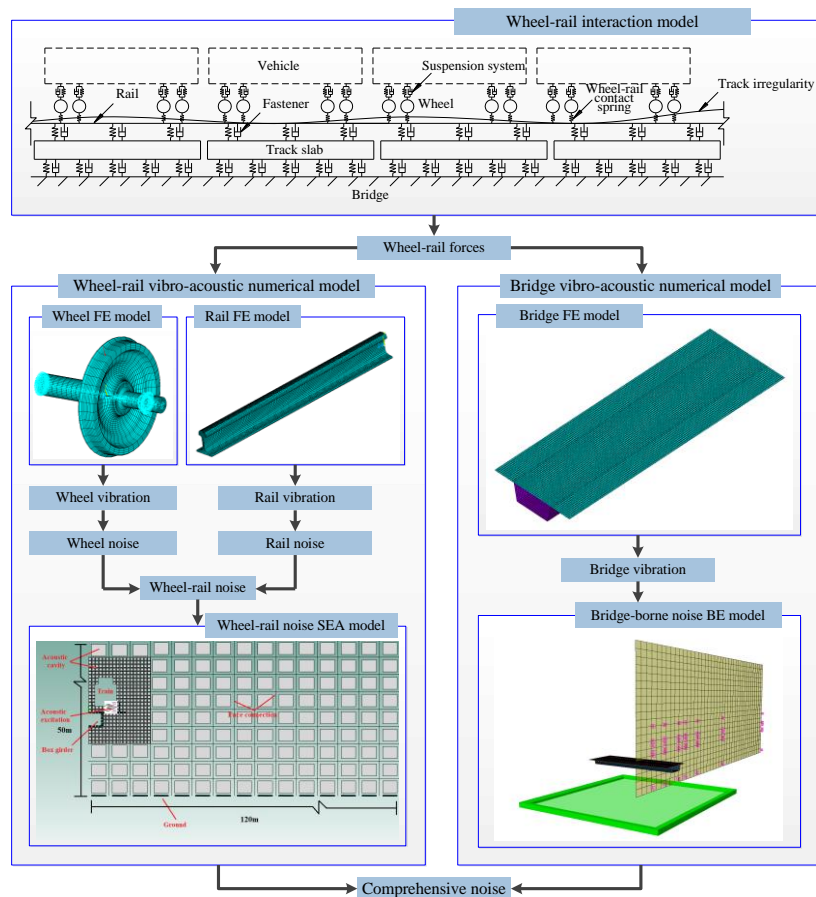 Wheel-rail interaction model
Vehicle
Suspension system
Rail
Fastener
Wheel
Wheel-rail
contact
spring
Track irregularity
Track slab
Bridge
Wheel-rail forces
Wheel-rail vibro-acoustic numerical model
Bridge vibro-acoustic numerical model
Wheel FE model
Rail FE model
Bridge FE model
Wheel vibration
Rail vibration
Wheel noise
Rail noise
Wheel-rail noise
Bridge vibration
Wheel-rail noise SEA model
Bridge-borne noise BE model
Acoustic
cavity
Train
Acoustic
excitation
Face connection
50m
Box girder
Ground
120m
Comprehensive noise